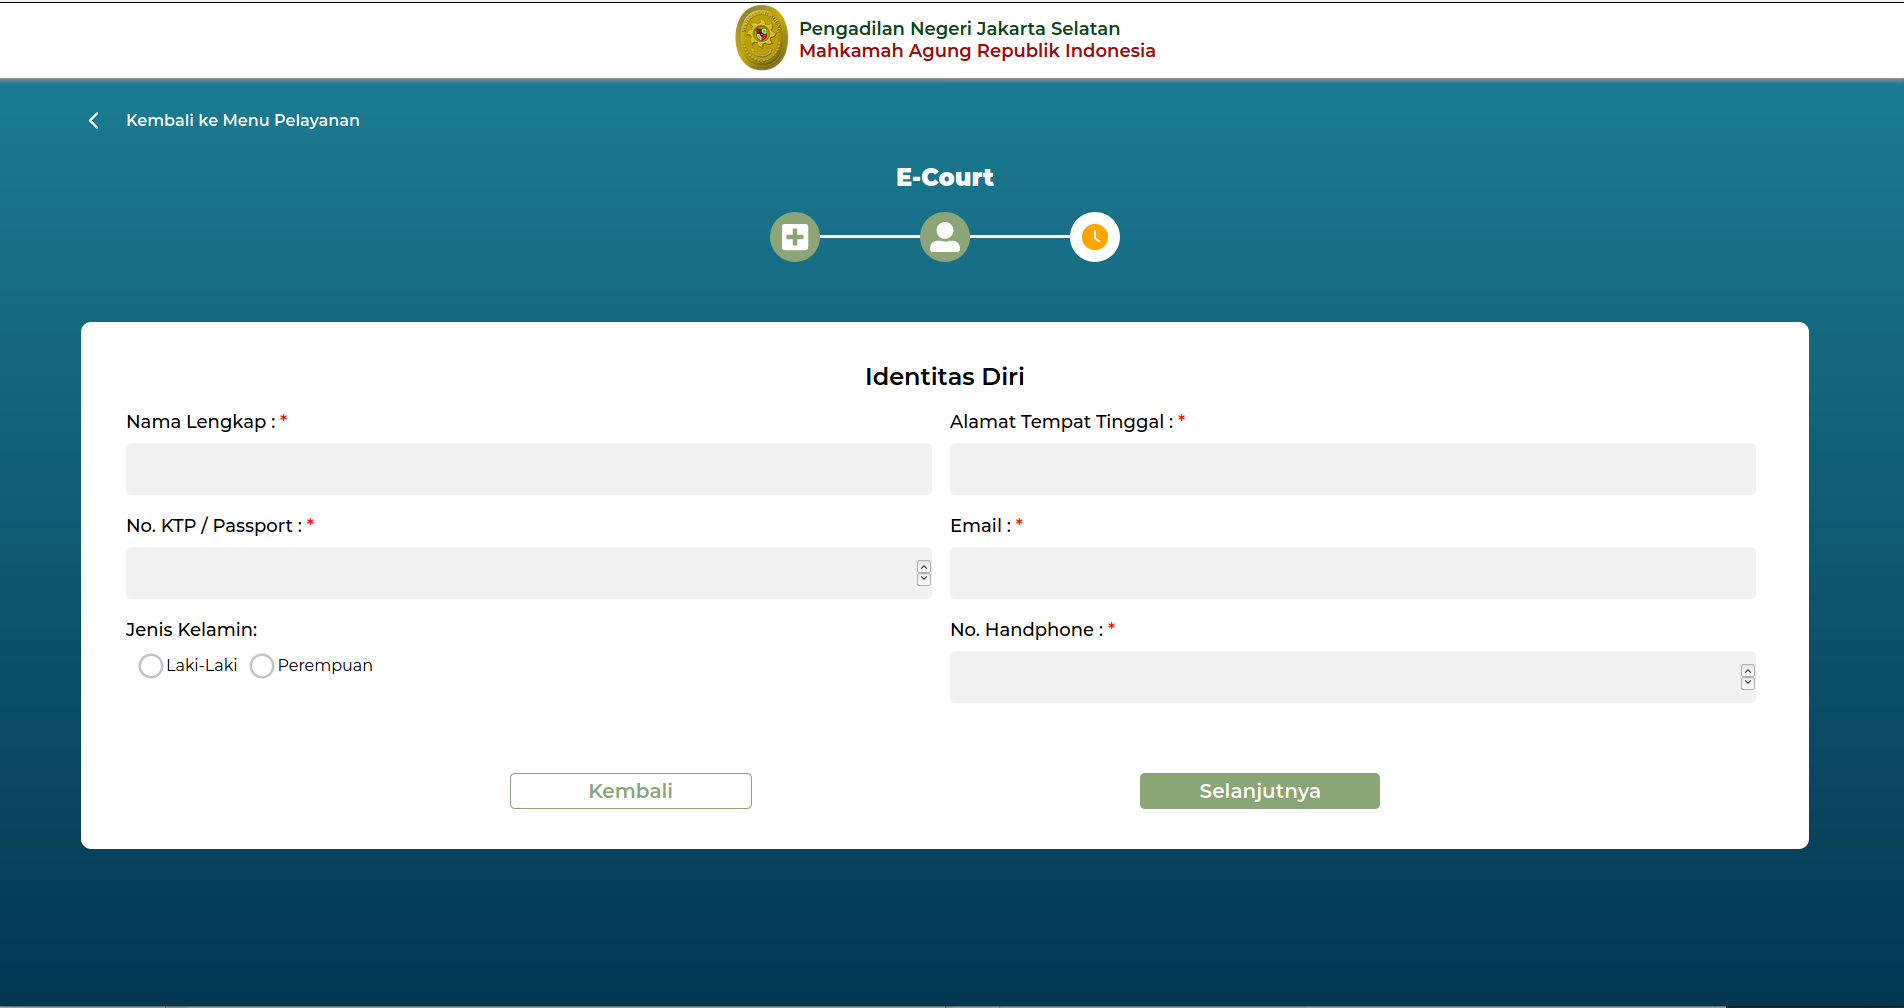 Pengadilan Negeri Jakarta Selatan
Mahkamah Agung Republik Indonesia
Kembali ke Menu Pelayanan
E-Court
Identitas Diri
Nama Lengkap : *
Alamat Tempat Tinggal : *
No. KTP / Passport : *
Email : *
Jenis Kelamin:
No. Handphone : *
Laki-Laki Perempuan
Kembali
Selanjutnya